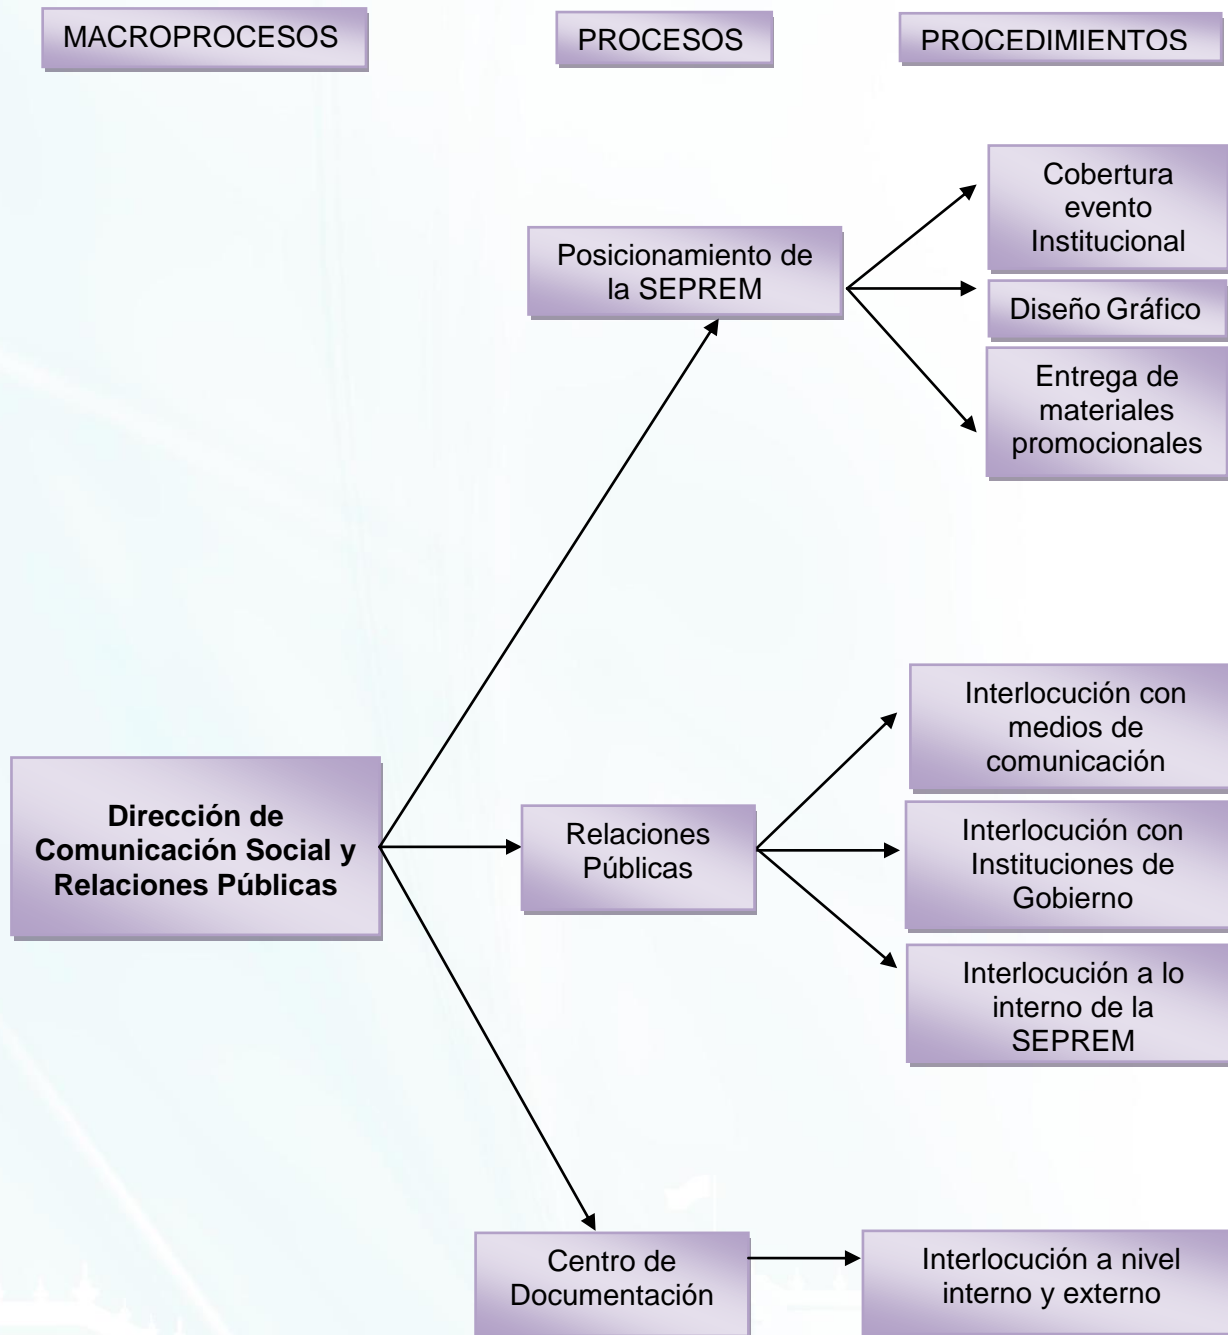 MACROPROCESOS
PROCESOS
PROCEDIMIENTOS
Cobertura
evento
Institucional
Posicionamiento de
la SEPREM
Diseño Gráfico
Entrega de
materiales
promocionales
Interlocución con
medios de
comunicación
Dirección de
Comunicación Social y
Relaciones Públicas
Relaciones
Públicas
Interlocución con
Instituciones de
Gobierno
Interlocución a lo
interno de la
SEPREM
Centro de
Documentación
Interlocución a nivel
interno y externo